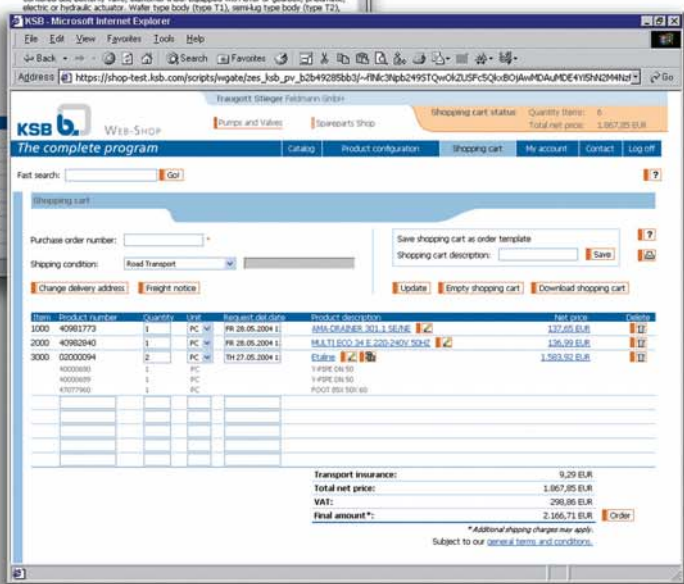 electric or hydraulic actuator. Wafer type body (type T1), semi-lug type body (type T2),
KSB - Microsoft Internet Explorer
File Edit View Favorites Tools Help
Back Search Favorites
Address https://shop-test.ksb.com/scripts/wgate/zes_ksb_pv_ Go
Traugott Stieger Feldmann GmbH
KSB WEB-SHOP Pumps and Valves Spareparts Shop Shopping cart status Quantity Items: 6
Total net price: 1.867,85 EUR
The complete program Catalog Product configuration Shopping cart My account Contact Log off
Fast search: Go! ?
Shopping cart
Purchase order number: * Save shopping cart as order template ?
Shipping condition: Road Transport Shopping cart description: Save
Change delivery address Freight notice Update Empty shopping cart Download shopping cart
Item Product number Quantity Unit Request.del.date Product description Net price Delete
1000 40981773 1 PC FR 28.05.2004 1: AMA-DRAINER 301.1 SE/NE 137,65 EUR
2000 40982840 1 PC FR 28.05.2004 1: MULTI ECO 34 E 220-240V 50HZ 136,99 EUR
3000 02000094 2 PC TH 27.05.2004 1: Etaline 1.583,92 EUR
1 PC Y-PIPE DN 50
1 PC Y-PIPE DN 50
47077960 1 PC FOOT BSX 50X 60
Transport insurance: 9,29 EUR
Total net price: 1.867,85 EUR
VAT: 298,86 EUR
Final amount*: 2.166,71 EUR Order
* Additional shipping charges may apply.
Subject to our general terms and conditions.